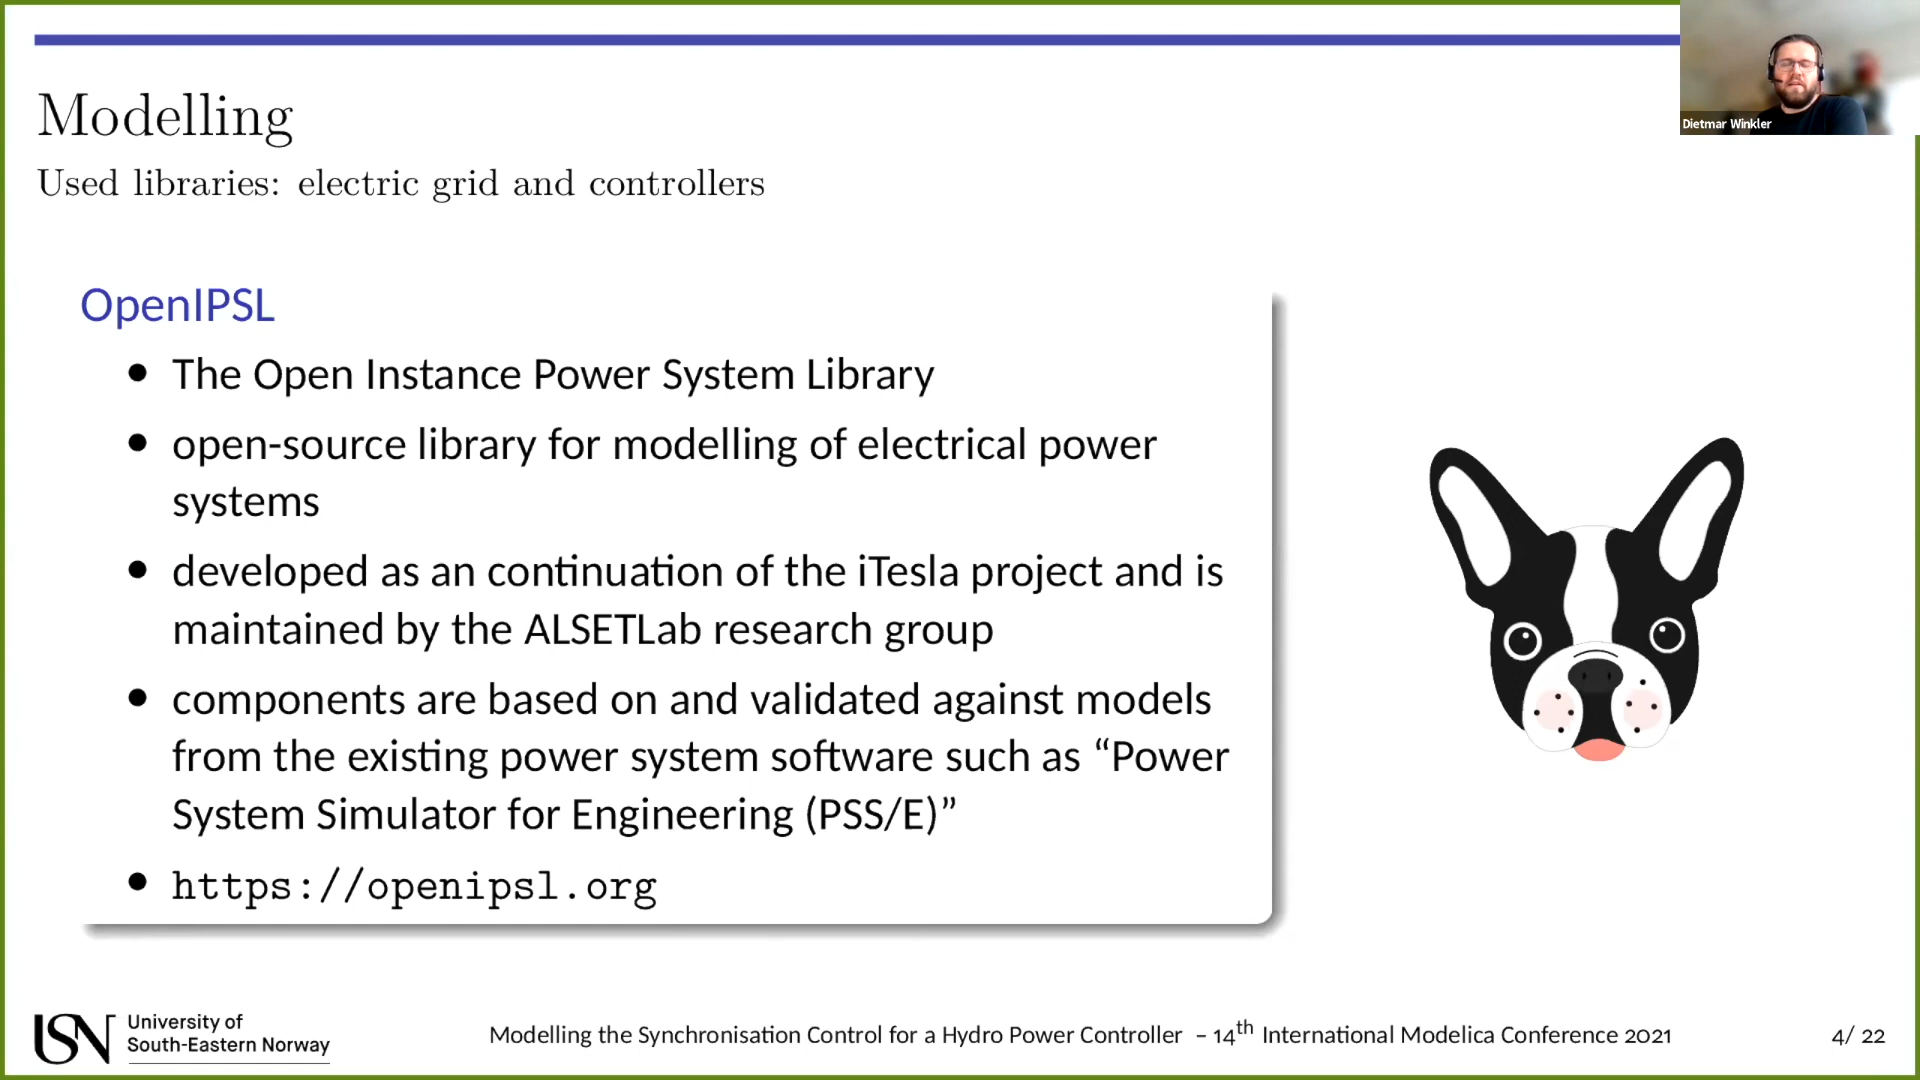 Dietmar Winkler
Modelling
Used libraries: electric grid and controllers
OpenIPSL
• The Open Instance Power System Library
• open-source library for modelling of electrical power
systems
• developed as an continuation of the iTesla project and is
maintained by the ALSETLab research group
• components are based on and validated against models
from the existing power system software such as “Power
System Simulator for Engineering (PSS/E)”
• https://openipsl.org
USN
University of
South-Eastern Norway
Modelling the Synchronisation Control for a Hydro Power Controller – 14th International Modelica Conference 2021
4/ 22